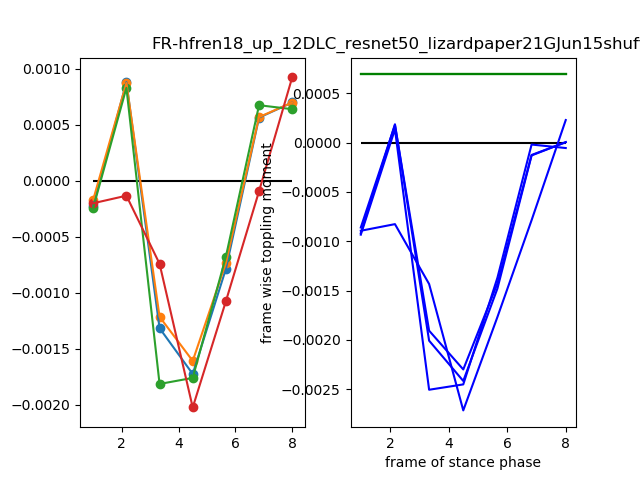 FR-hfren18_up_12DLC_resnet50_lizardpaper21GJun15shuf
0.0010
0.0005
0.0000
−0.0005
−0.0010
−0.0015
−0.0020
2 4 6 8
frame wise toppling moment
0.0005
0.0000
−0.0005
−0.0010
−0.0015
−0.0020
−0.0025
2 4 6 8
frame of stance phase